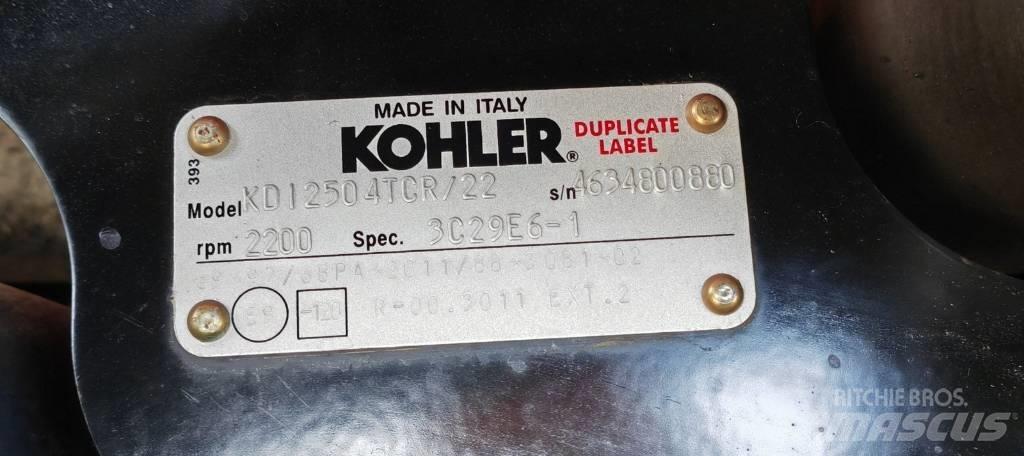 MADE IN ITALY
KOHLER® DUPLICATE LABEL
393
Model KDI2504TCR/22 s/n 4634800880
rpm 2200 Spec. 3C29E6-1
-120 R-00.3011 EXT.2
RITCHIE BROS.
MASCUS